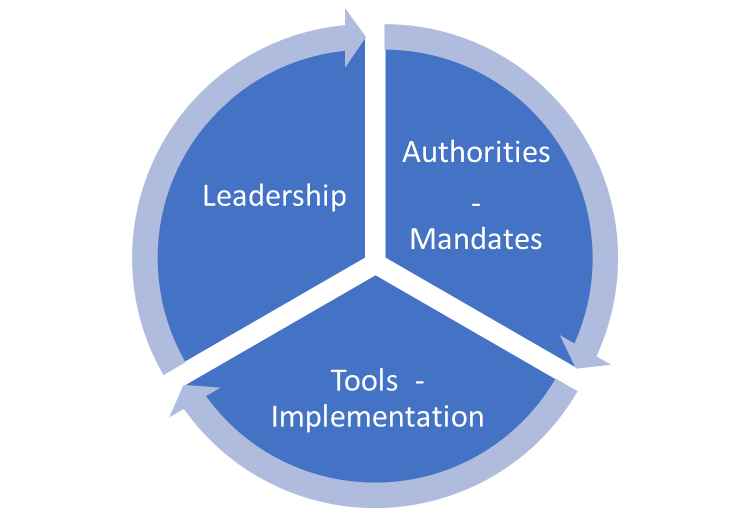 Leadership
Authorities
-
Mandates
Tools  -
Implementation